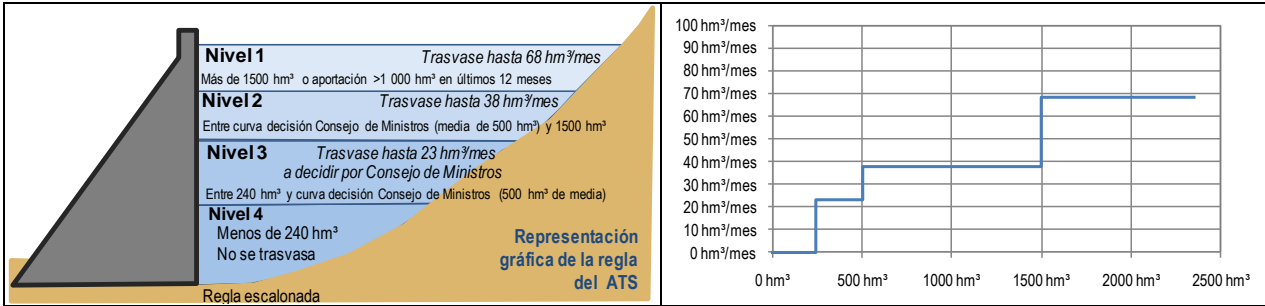 Nivel 1 Trasvase hasta 68 hm³/mes
Más de 1500 hm³ o aportación >1 000 hm³ en últimos 12 meses
Nivel 2 Trasvase hasta 38 hm³/mes
Entre curva decisión Consejo de Ministros (media de 500 hm³) y 1500 hm³
Nivel 3 Trasvase hasta 23 hm³/mes
a decidir por Consejo de Ministros
Entre 240 hm³ y curva decisión Consejo de Ministros (500 hm³ de media)
Nivel 4
Menos de 240 hm³
No se trasvasa
Representación
gráfica de la regla
del ATS
Regla escalonada
100 hm³/mes
90 hm³/mes
80 hm³/mes
70 hm³/mes
60 hm³/mes
50 hm³/mes
40 hm³/mes
30 hm³/mes
20 hm³/mes
10 hm³/mes
0 hm³/mes
0 hm³ 500 hm³ 1000 hm³ 1500 hm³ 2000 hm³ 2500 hm³